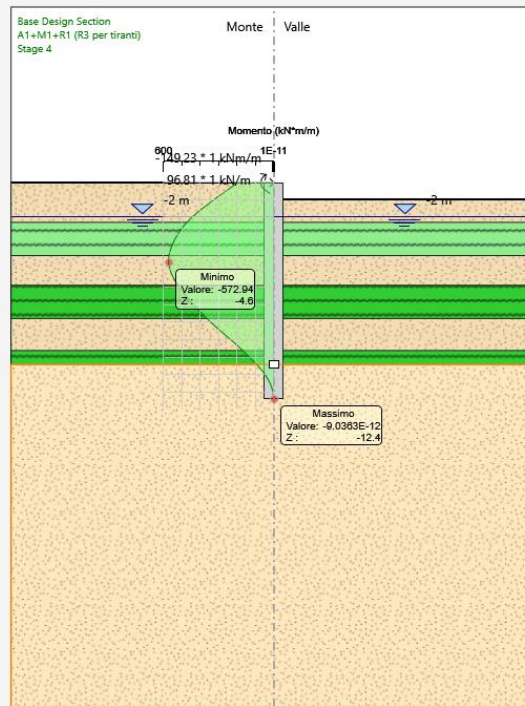 Base Design Section
A1+M1+R1 (R3 per tiranti)
Stage 4
Monte Valle
Momento (kN*m/m)
600 1E-11
-149.23 * 1 kNm/m
96.81 * 1 kN/m
-2 m -2 m
Minimo
Valore: -572.94
Z : -4.6
Massimo
Valore: -9.0363E-12
Z : -12.4